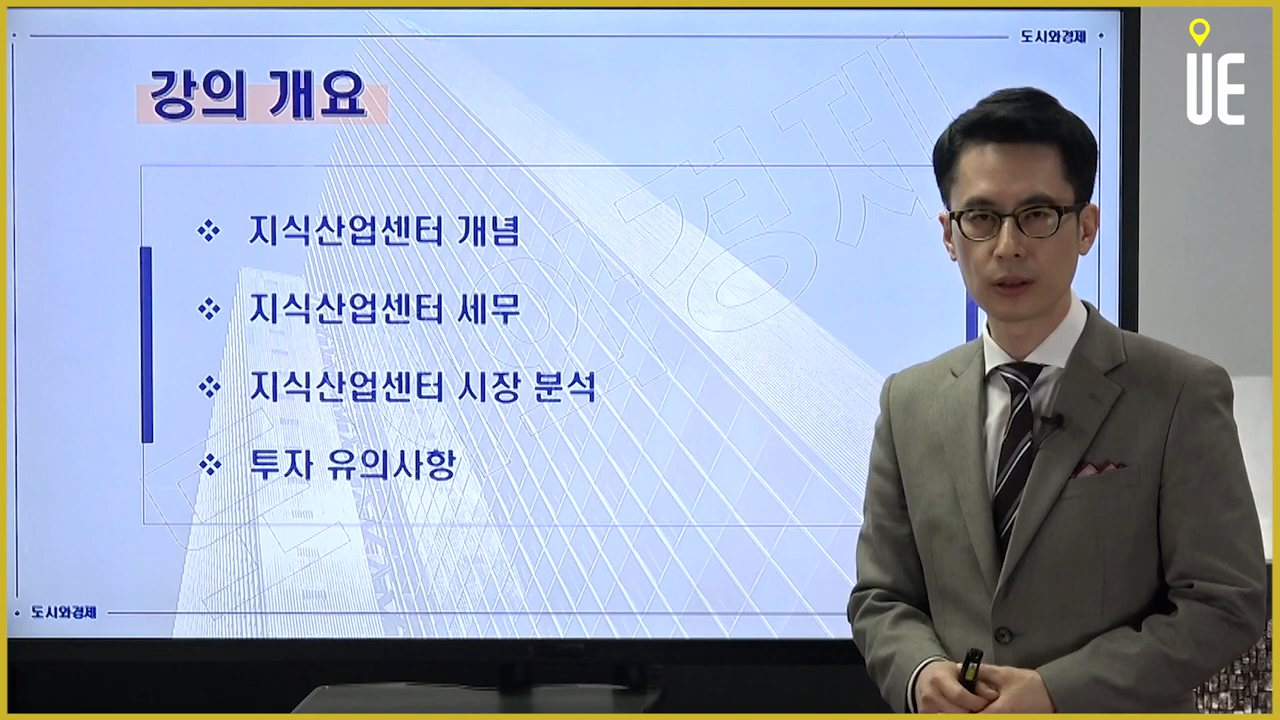 도시와경제
UE
강의 개요
지식산업센터 개념
지식산업센터 세무
지식산업센터 시장 분석
투자 유의사항
도시와경제